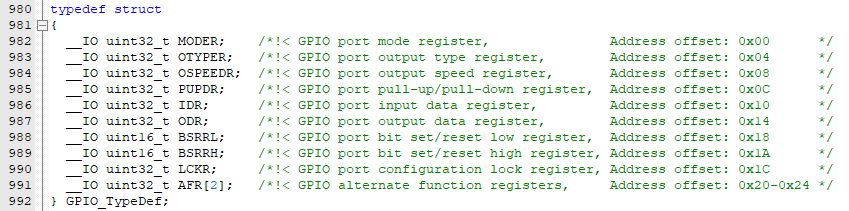 980 typedef struct
981 {
982 __IO uint32_t MODER; /*!< GPIO port mode register, Address offset: 0x00 */
983 __IO uint32_t OTYPER; /*!< GPIO port output type register, Address offset: 0x04 */
984 __IO uint32_t OSPEEDR; /*!< GPIO port output speed register, Address offset: 0x08 */
985 __IO uint32_t PUPDR; /*!< GPIO port pull-up/pull-down register, Address offset: 0x0C */
986 __IO uint32_t IDR; /*!< GPIO port input data register, Address offset: 0x10 */
987 __IO uint32_t ODR; /*!< GPIO port output data register, Address offset: 0x14 */
988 __IO uint16_t BSRRL; /*!< GPIO port bit set/reset low register, Address offset: 0x18 */
989 __IO uint16_t BSRRH; /*!< GPIO port bit set/reset high register, Address offset: 0x1A */
990 __IO uint32_t LCKR; /*!< GPIO port configuration lock register, Address offset: 0x1C */
991 __IO uint32_t AFR[2]; /*!< GPIO alternate function registers, Address offset: 0x20-0x24 */
992 } GPIO_TypeDef;